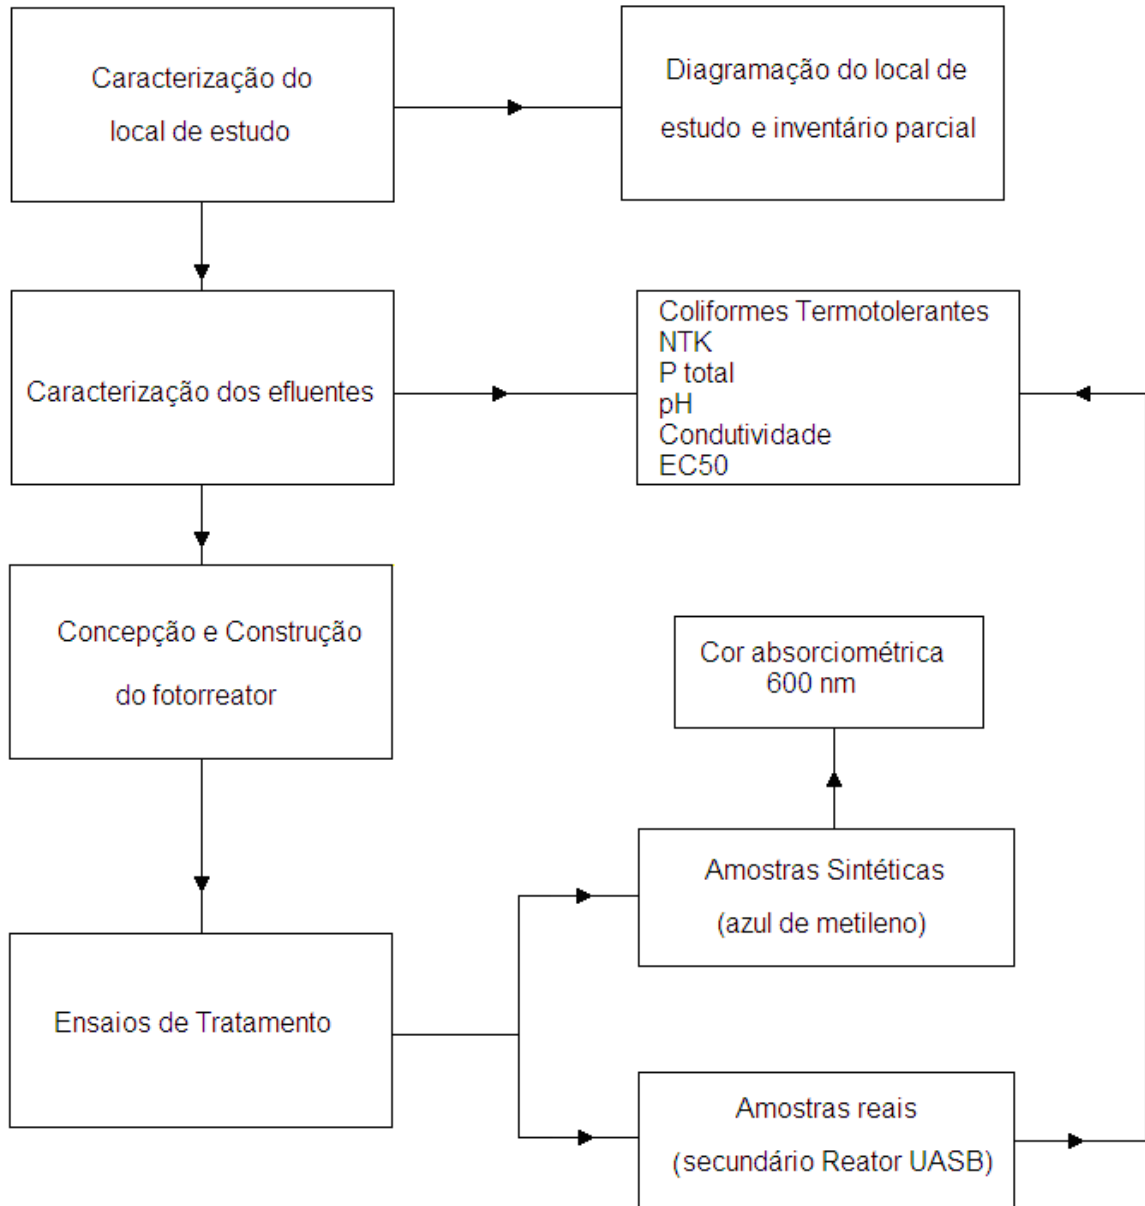 Caracterização do
local de estudo
Diagramação do local de
estudo e inventário parcial
Caracterização dos efluentes
Coliformes Termotolerantes
NTK
P total
pH
Condutividade
EC50
Concepção e Construção
do fotorreator
Cor absorciométrica
600 nm
Amostras Sintéticas
(azul de metileno)
Ensaios de Tratamento
Amostras reais
(secundário Reator UASB)